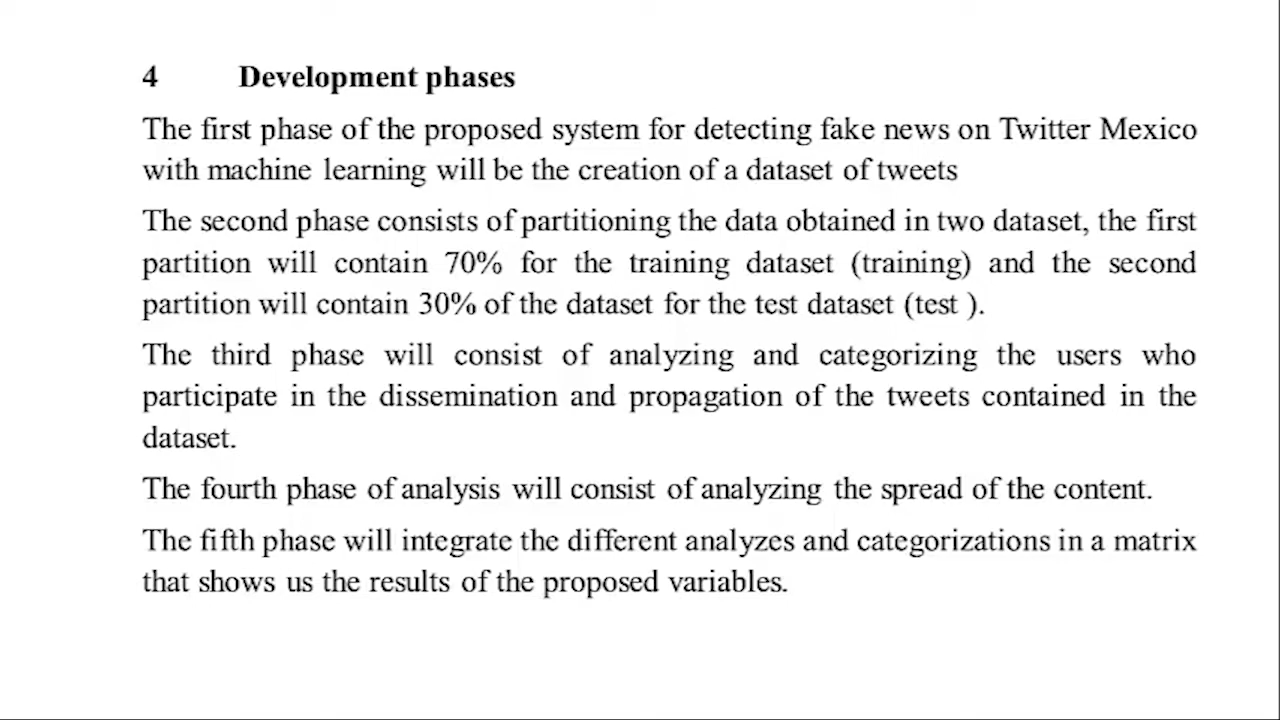 4 Development phases
The first phase of the proposed system for detecting fake news on Twitter Mexico
with machine learning will be the creation of a dataset of tweets
The second phase consists of partitioning the data obtained in two dataset, the first
partition will contain 70% for the training dataset (training) and the second
partition will contain 30% of the dataset for the test dataset (test ).
The third phase will consist of analyzing and categorizing the users who
participate in the dissemination and propagation of the tweets contained in the
dataset.
The fourth phase of analysis will consist of analyzing the spread of the content.
The fifth phase will integrate the different analyzes and categorizations in a matrix
that shows us the results of the proposed variables.